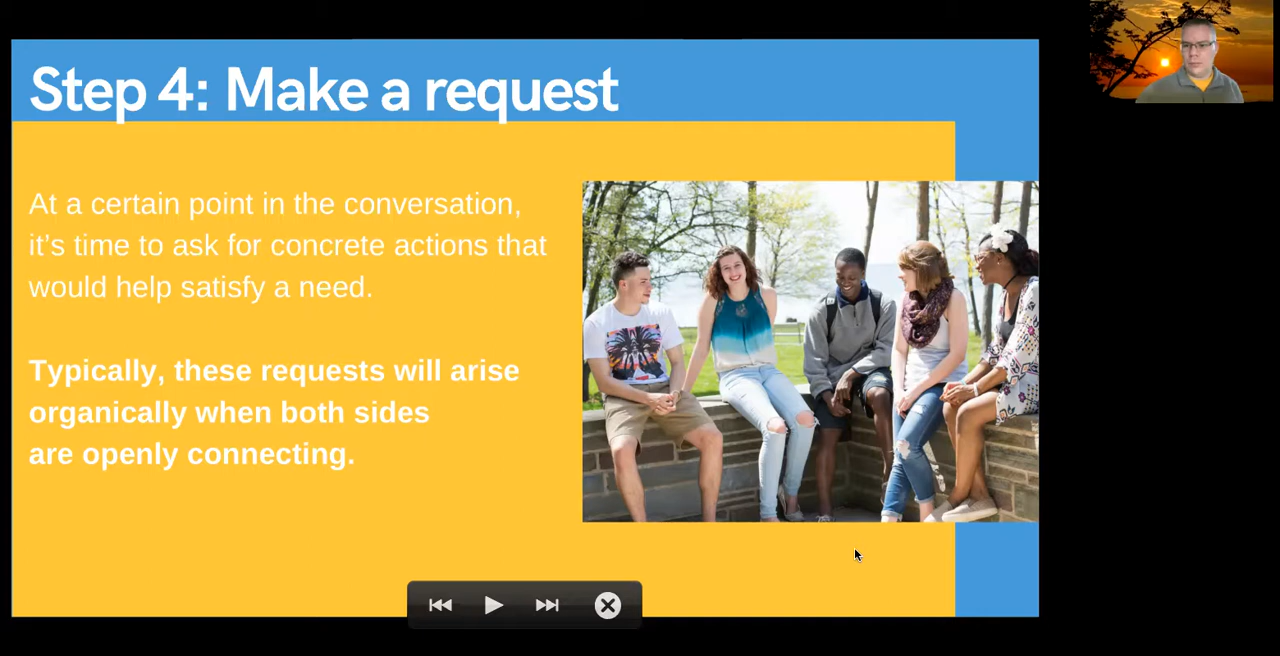 Step 4: Make a request
At a certain point in the conversation,
it’s time to ask for concrete actions that
would help satisfy a need.
Typically, these requests will arise
organically when both sides
are openly connecting.